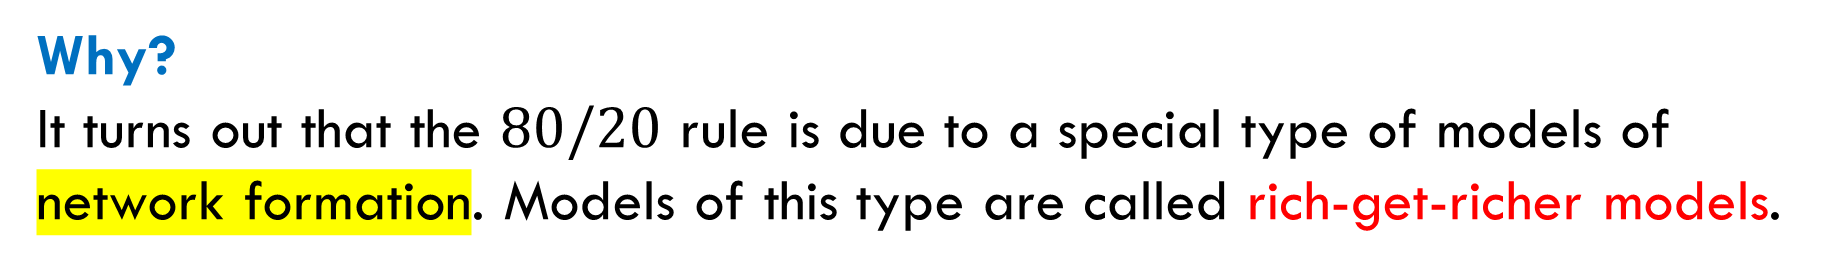 Why?
It turns out that the 80/20 rule is due to a special type of models of
network formation. Models of this type are called rich-get-richer models.